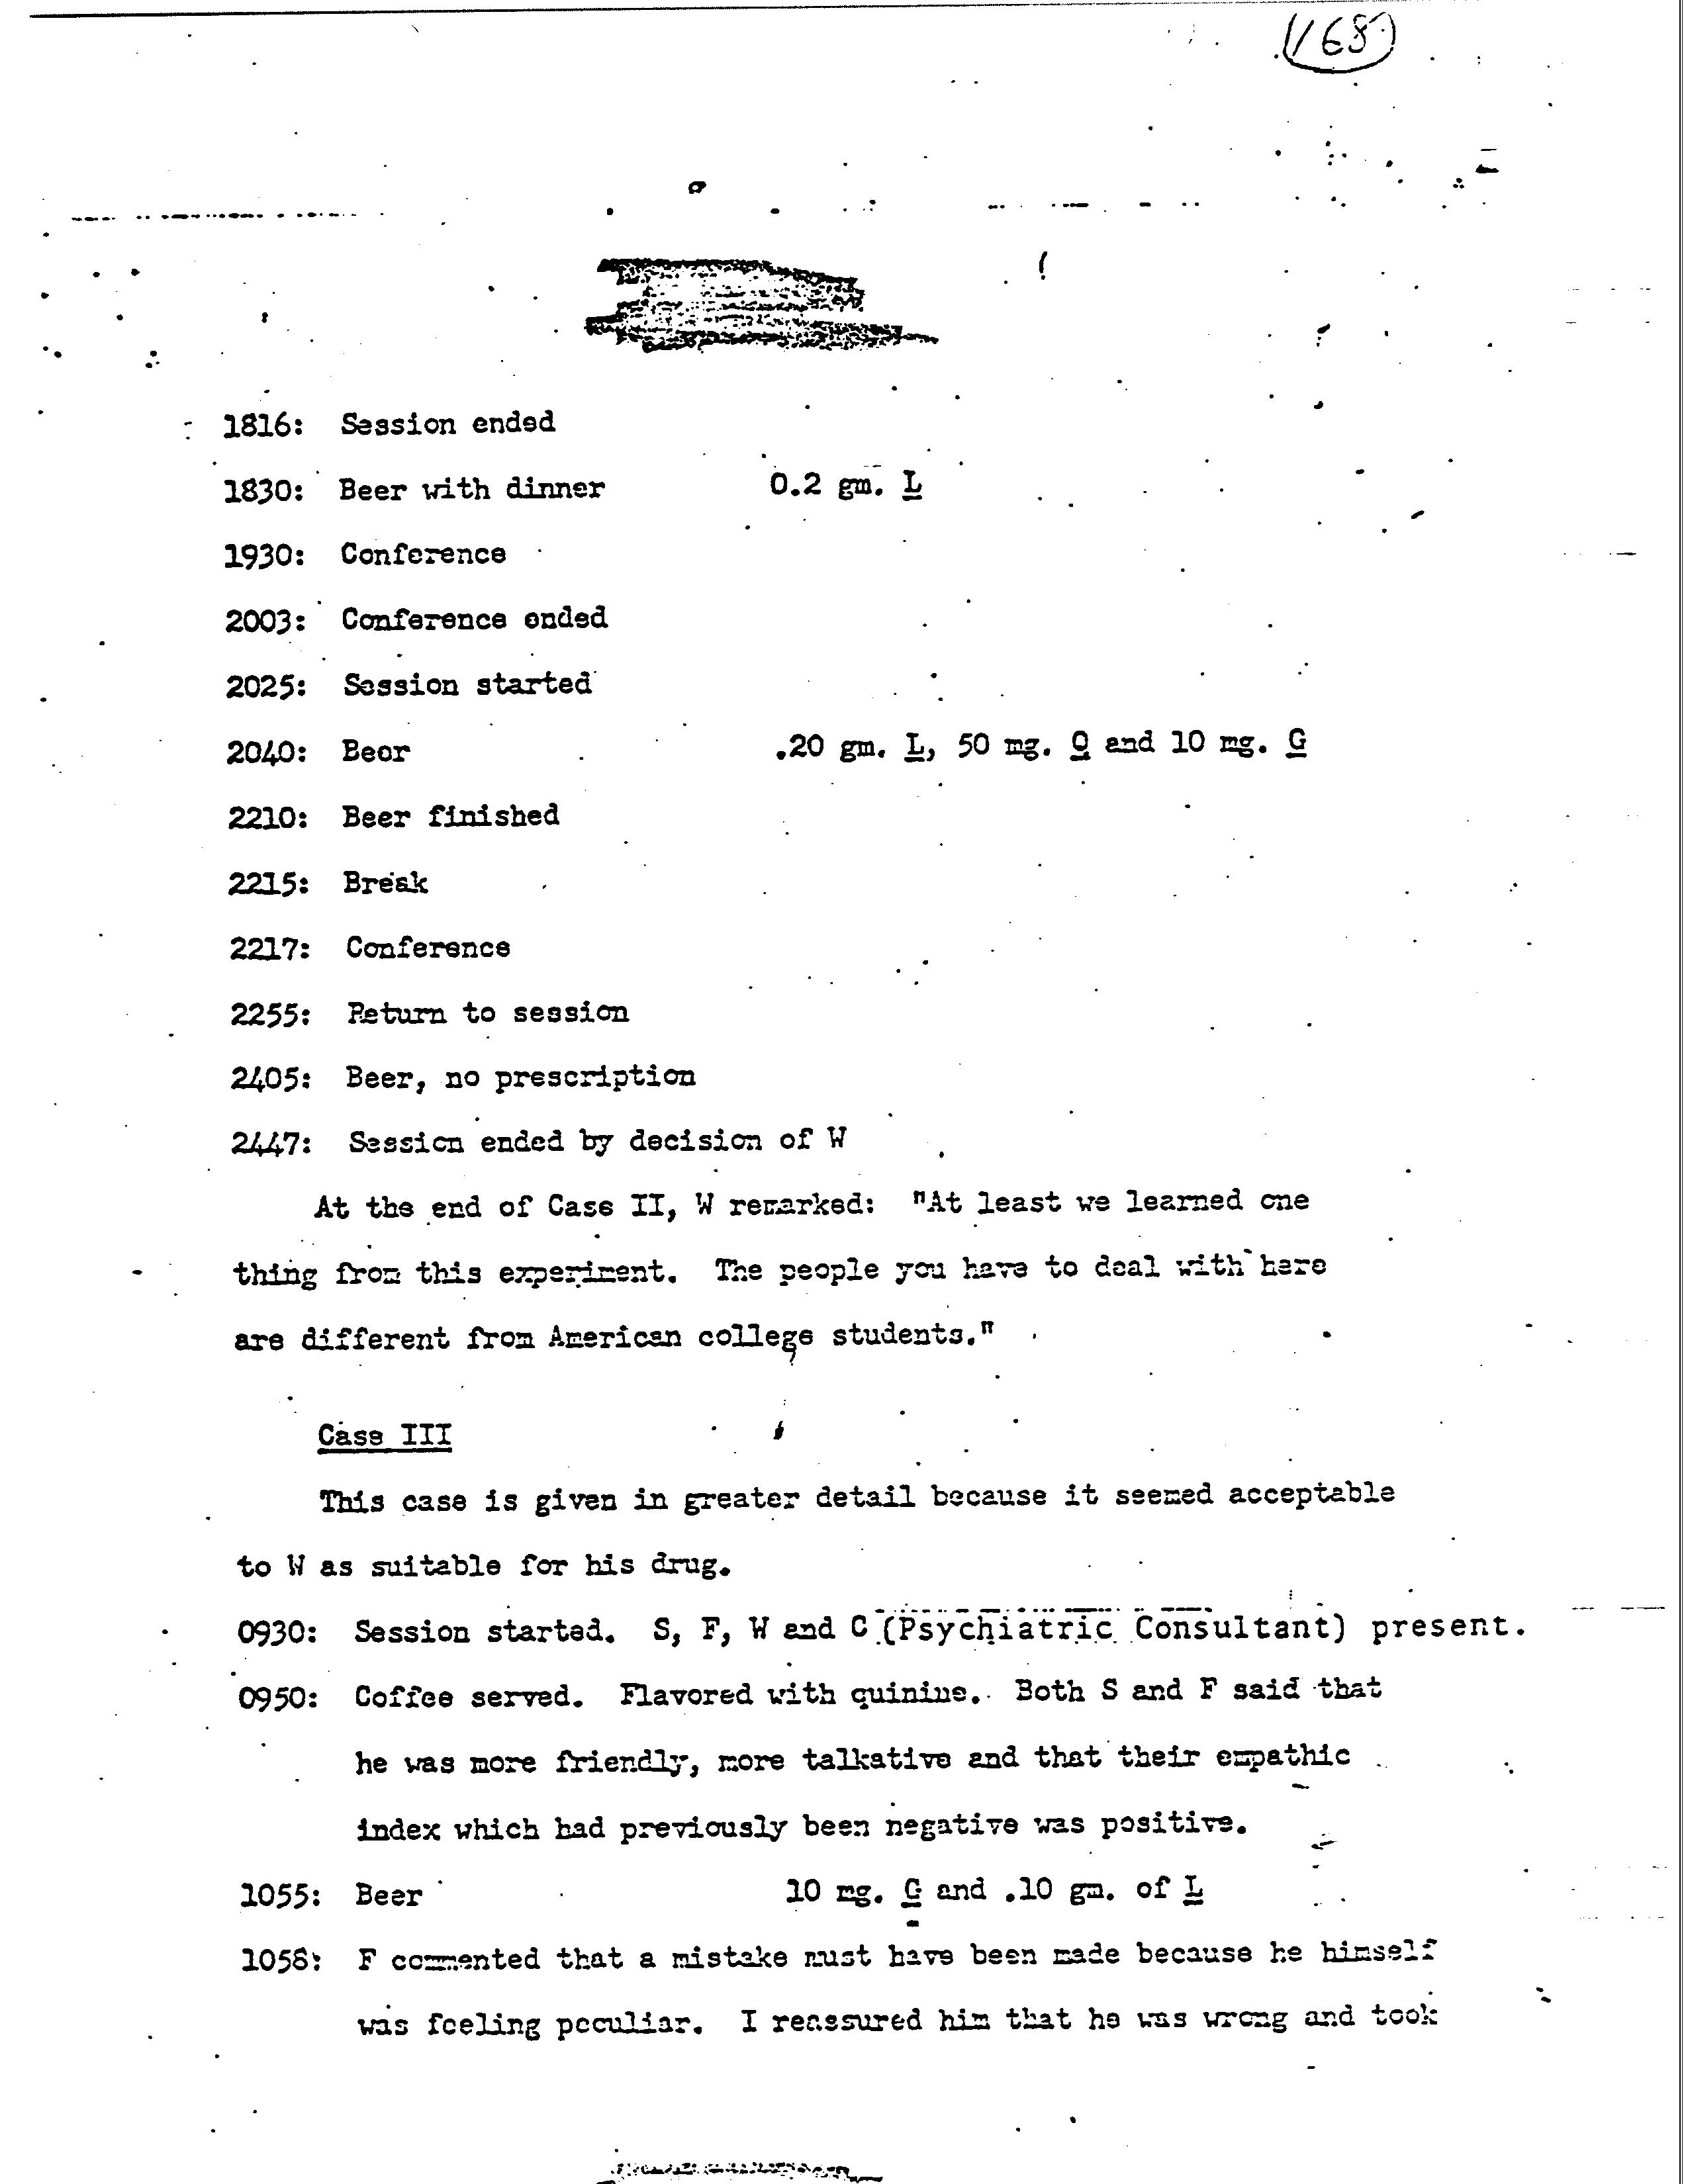 (168)
1816: Session ended
1830: Beer with dinner 0.2 gm. L
1930: Conference
2003: Conference ended
2025: Session started
2040: Beer .20 gm. L, 50 mg. O and 10 mg. G
2210: Beer finished
2215: Break
2217: Conference
2255: Return to session
2405: Beer, no prescription
2447: Session ended by decision of W
At the end of Case II, W remarked: "At least we learned one
thing from this experiment. The people you have to deal with here
are different from American college students."
Case III
This case is given in greater detail because it seemed acceptable
to W as suitable for his drug.
0930: Session started. S, F, W and C (Psychiatric Consultant) present.
0950: Coffee served. Flavored with quinine. Both S and F said that
he was more friendly, more talkative and that their empathic
index which had previously been negative was positive.
1055: Beer 10 mg. G and .10 gm. of L
1058: F commented that a mistake must have been made because he himself
was feeling peculiar. I reassured him that he was wrong and took